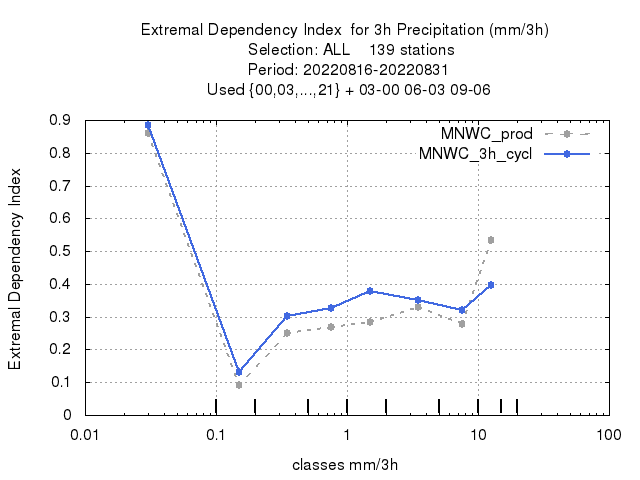 Extremal Dependency Index  for 3h Precipitation (mm/3h)
Selection: ALL    139 stations
Period: 20220816-20220831
Used {00,03,...,21} + 03-00 06-03 09-06
MNWC_prod
MNWC_3h_cycl
Extremal Dependency Index
0.9
0.8
0.7
0.6
0.5
0.4
0.3
0.2
0.1
0
0.01
0.1
1
10
100
classes mm/3h